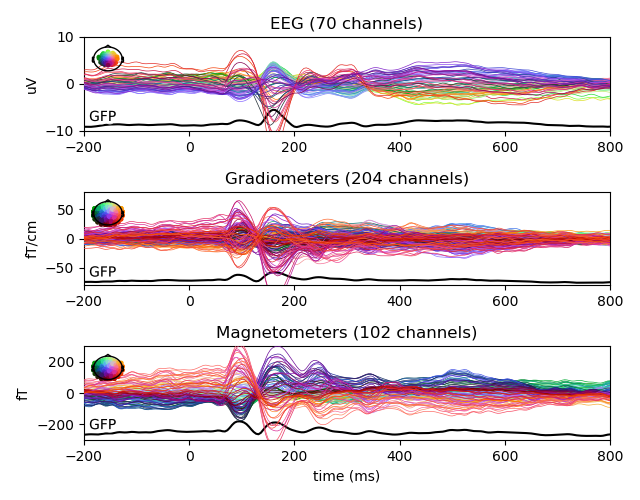 EEG (70 channels)
10
0
−10
uV
GFP
−200 0 200 400 600 800
Gradiometers (204 channels)
50
0
−50
fT/cm
GFP
−200 0 200 400 600 800
Magnetometers (102 channels)
200
0
−200
fT
GFP
−200 0 200 400 600 800
time (ms)